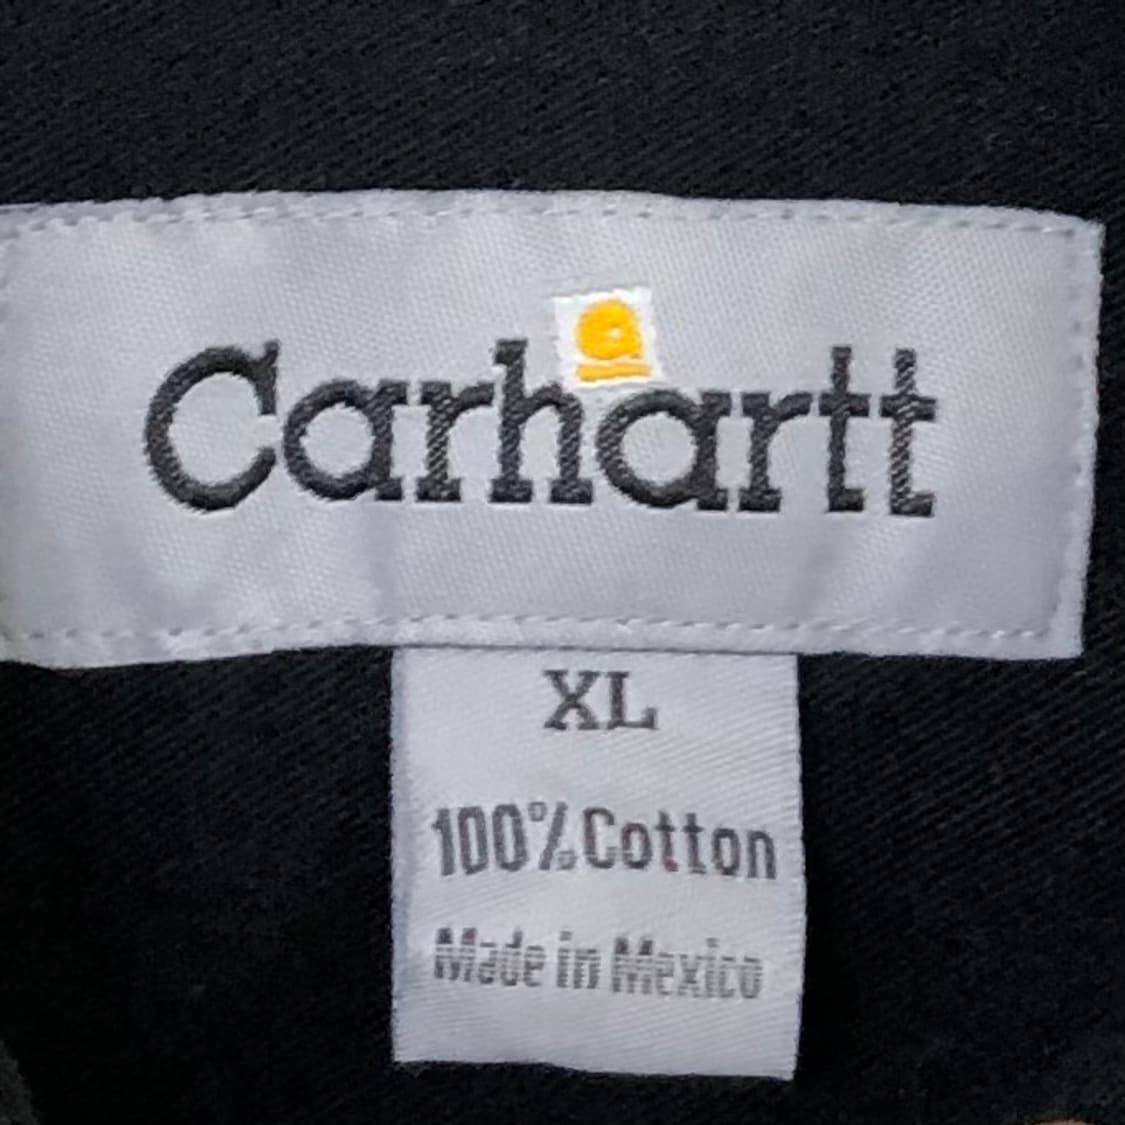 Carhartt
XL
100% Cotton
Made in Mexico